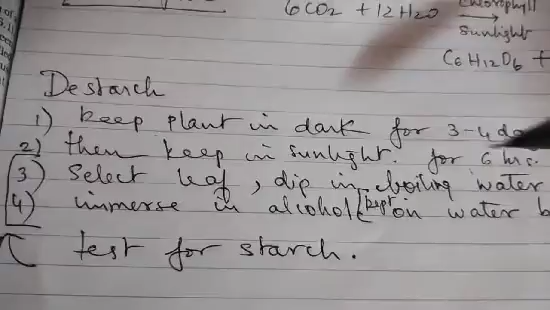 6CO2 + 12H2O Chlorophyll
Sunlight
C6H12O6 +
Destarch
1) keep plant in dark for 3-4 da
2) then keep in sunlight. for 6 hrs.
3) Select leaf, dip in boiling water
4) immerse in alcohol [kept on water b
test for starch.